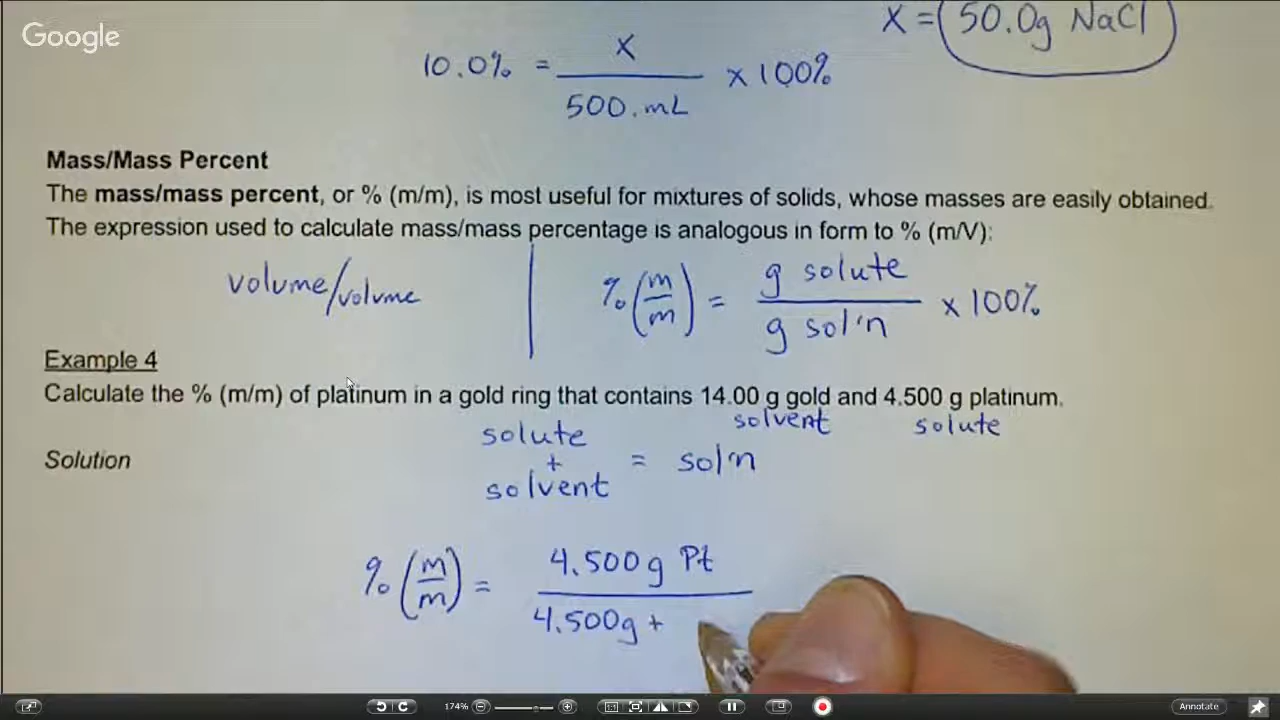 Google
x = 50.0g NaCl
10.0% = x / 500.mL x 100%
Mass/Mass Percent
The mass/mass percent, or % (m/m), is most useful for mixtures of solids, whose masses are easily obtained.
The expression used to calculate mass/mass percentage is analogous in form to % (m/V):
volume/volume
%(m/m) = g solute / g sol'n x 100%
Example 4
Calculate the % (m/m) of platinum in a gold ring that contains 14.00 g gold and 4.500 g platinum.
solvent solute
solute + solvent = sol'n
Solution
%(m/m) = 4.500g Pt / 4.500g +
174%
Annotate